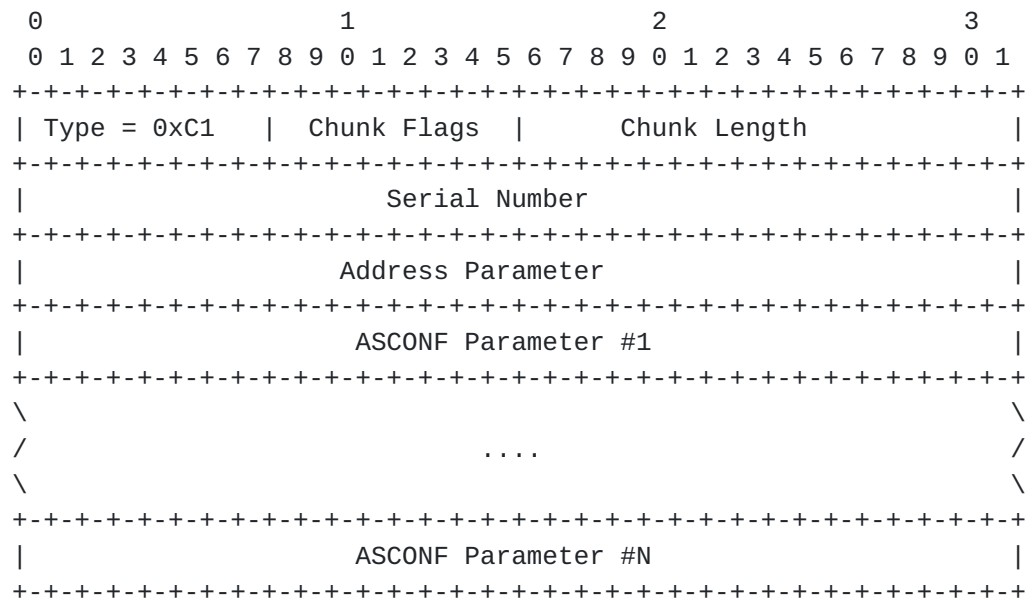 0                   1                   2                   3
 0 1 2 3 4 5 6 7 8 9 0 1 2 3 4 5 6 7 8 9 0 1 2 3 4 5 6 7 8 9 0 1
+-+-+-+-+-+-+-+-+-+-+-+-+-+-+-+-+-+-+-+-+-+-+-+-+-+-+-+-+-+-+-+-+
| Type = 0xC1   |  Chunk Flags  |      Chunk Length             |
+-+-+-+-+-+-+-+-+-+-+-+-+-+-+-+-+-+-+-+-+-+-+-+-+-+-+-+-+-+-+-+-+
|                       Serial Number                           |
+-+-+-+-+-+-+-+-+-+-+-+-+-+-+-+-+-+-+-+-+-+-+-+-+-+-+-+-+-+-+-+-+
|                    Address Parameter                          |
+-+-+-+-+-+-+-+-+-+-+-+-+-+-+-+-+-+-+-+-+-+-+-+-+-+-+-+-+-+-+-+-+
|                     ASCONF Parameter #1                       |
+-+-+-+-+-+-+-+-+-+-+-+-+-+-+-+-+-+-+-+-+-+-+-+-+-+-+-+-+-+-+-+-+
\                                                               \
/                             ....                              /
\                                                               \
+-+-+-+-+-+-+-+-+-+-+-+-+-+-+-+-+-+-+-+-+-+-+-+-+-+-+-+-+-+-+-+-+
|                     ASCONF Parameter #N                       |
+-+-+-+-+-+-+-+-+-+-+-+-+-+-+-+-+-+-+-+-+-+-+-+-+-+-+-+-+-+-+-+-+